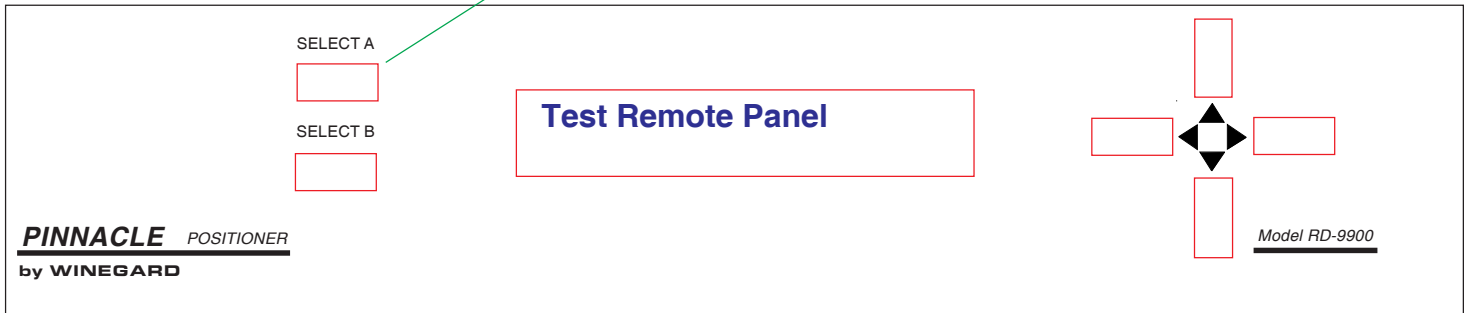 SELECT A
Test Remote Panel
SELECT B
PINNACLE POSITIONER
by WINEGARD
Model RD-9900